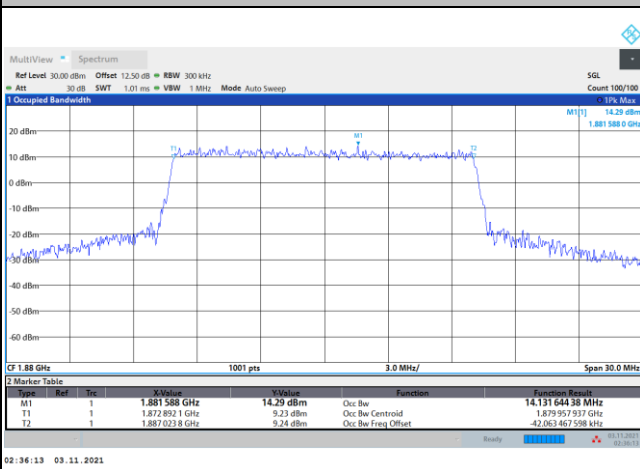 MultiView Spectrum
Ref Level 30.00 dBm Offset 12.50 dB RBW 300 kHz SGL
Att 30 dB SWT 1.01 ms VBW 1 MHz Mode Auto Sweep Count 100/100
1 Occupied Bandwidth 1Pk Max
M1[1] 14.29 dBm
1.881 588 0 GHz
20 dBm
M1
T1 T2
10 dBm
0 dBm
-10 dBm
-20 dBm
-30 dBm
-40 dBm
-50 dBm
-60 dBm
CF 1.88 GHz 1001 pts 3.0 MHz/ Span 30.0 MHz
2 Marker Table
Type Ref Trc X-Value Y-Value Function Function Result
M1 1 1.881 588 GHz 14.29 dBm Occ Bw 14.131 644 38 MHz
T1 1 1.872 892 1 GHz 9.23 dBm Occ Bw Centroid 1.879 957 937 GHz
T2 1 1.887 023 8 GHz 9.24 dBm Occ Bw Freq Offset -42.063 467 598 kHz
Ready 03.11.2021
02:36:13
02:36:13 03.11.2021